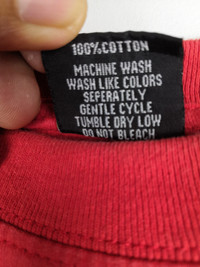 100% COTTON
MACHINE WASH
WASH LIKE COLORS
SEPERATELY
GENTLE CYCLE
TUMBLE DRY LOW
DO NOT BLEACH